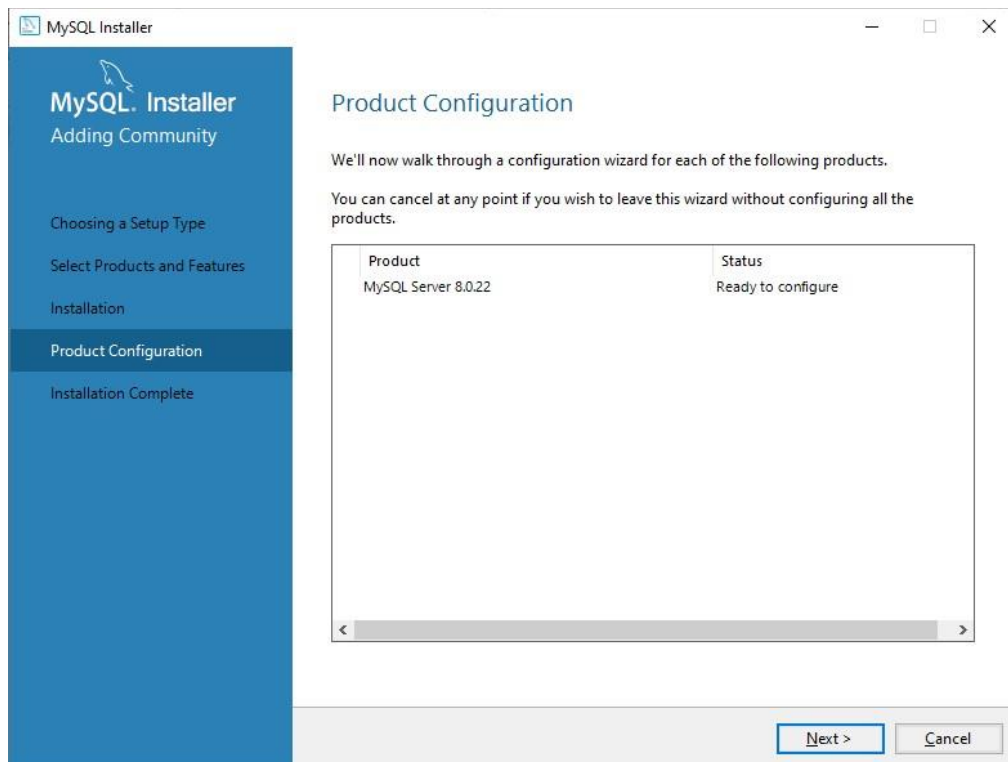 MySQL Installer
MySQL. Installer
Adding Community
Choosing a Setup Type
Select Products and Features
Installation
Product Configuration
Installation Complete
Product Configuration
We'll now walk through a configuration wizard for each of the following products.
You can cancel at any point if you wish to leave this wizard without configuring all the
products.
Product Status
MySQL Server 8.0.22 Ready to configure
Next > Cancel